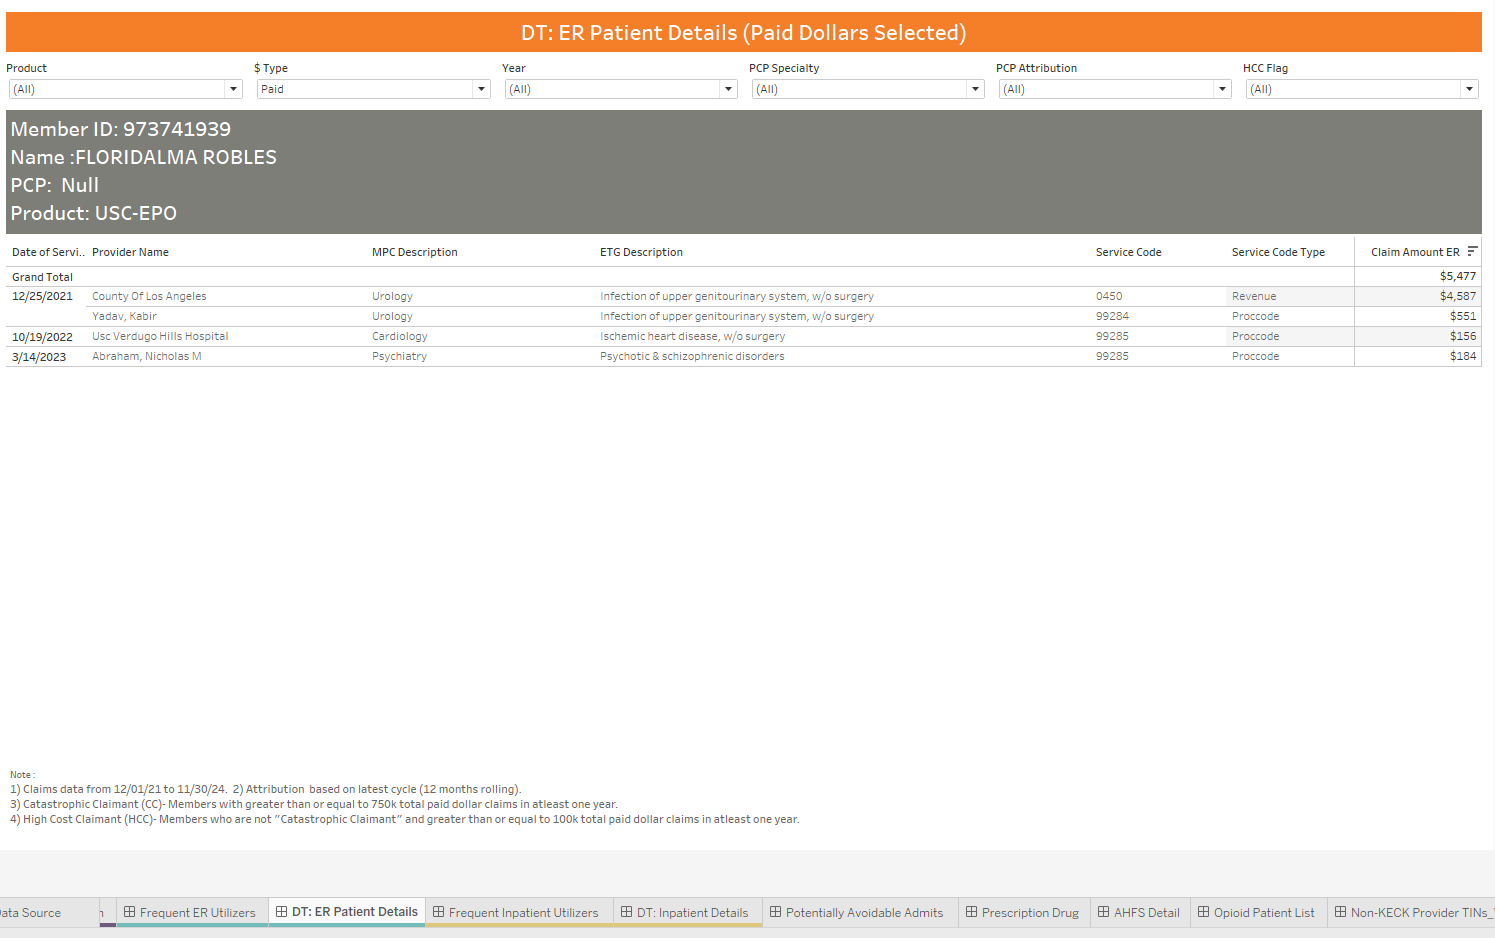 DT: ER Patient Details (Paid Dollars Selected)
Product $ Type Year PCP Specialty PCP Attribution HCC Flag
(All) Paid (All) (All) (All) (All)
Member ID: 973741939
Name :FLORIDALMA ROBLES
PCP: Null
Product: USC-EPO
Date of Servi.. Provider Name MPC Description ETG Description Service Code Service Code Type Claim Amount ER
Grand Total $5,477
12/25/2021 County Of Los Angeles Urology Infection of upper genitourinary system, w/o surgery 0450 Revenue $4,587
Yadav, Kabir Urology Infection of upper genitourinary system, w/o surgery 99284 Proccode $551
10/19/2022 Usc Verdugo Hills Hospital Cardiology Ischemic heart disease, w/o surgery 99285 Proccode $156
3/14/2023 Abraham, Nicholas M Psychiatry Psychotic & schizophrenic disorders 99285 Proccode $184
Note :
1) Claims data from 12/01/21 to 11/30/24. 2) Attribution based on latest cycle (12 months rolling).
3) Catastrophic Claimant (CC)- Members with greater than or equal to 750k total paid dollar claims in atleast one year.
4) High Cost Claimant (HCC)- Members who are not "Catastrophic Claimant" and greater than or equal to 100k total paid dollar claims in atleast one year.
ata Source Frequent ER Utilizers DT: ER Patient Details Frequent Inpatient Utilizers DT: Inpatient Details Potentially Avoidable Admits Prescription Drug AHFS Detail Opioid Patient List Non-KECK Provider TINs_